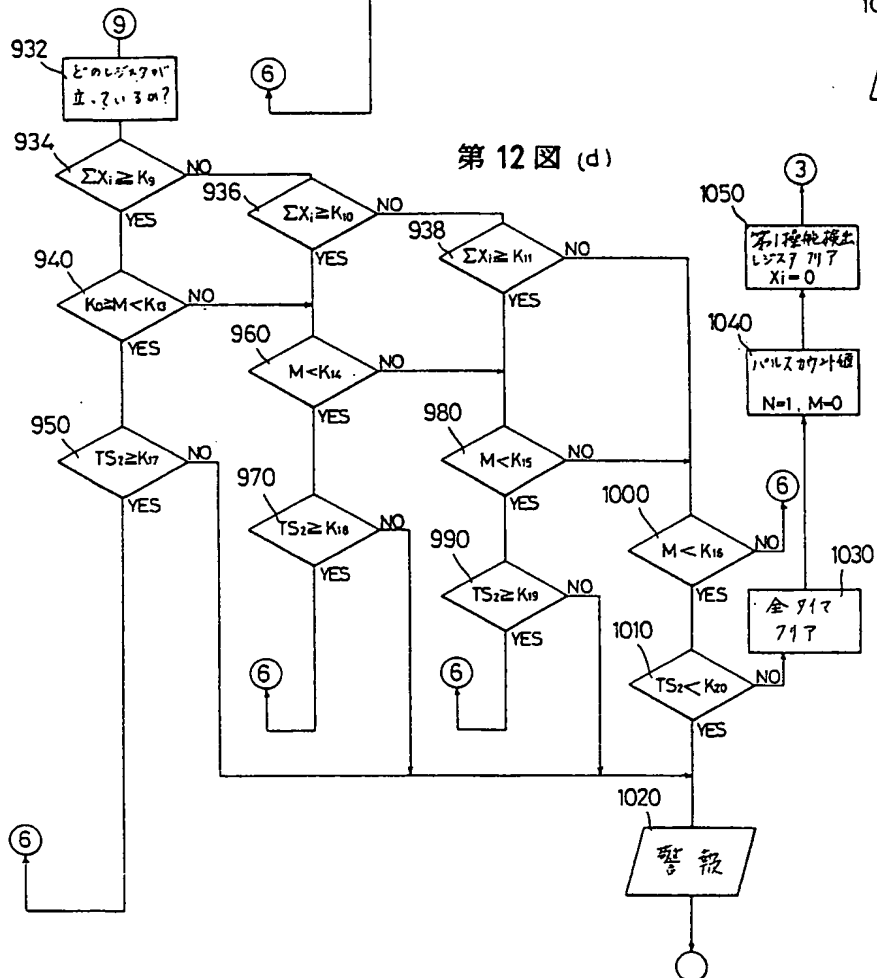 10
9
932
どのレジスタが
立っているの?
6
第12図 (d)
934
ΣXi≧K9
NO
YES
936
ΣXi≧K10
NO
YES
938
ΣXi≧K11
NO
YES
3
1050
第1接触検出
レジスタ クリア
Xi=0
940
K0≧M<K13
NO
YES
960
M<K14
NO
YES
1040
パルスカウント値
N=1, M=0
950
TS2≧K17
NO
YES
970
TS2≧K18
NO
YES
980
M<K15
NO
YES
990
TS2≧K19
NO
YES
6
1000
M<K16
NO
YES
1030
全タイマ
クリア
1010
TS2<K20
NO
YES
6
6
6
1020
警報